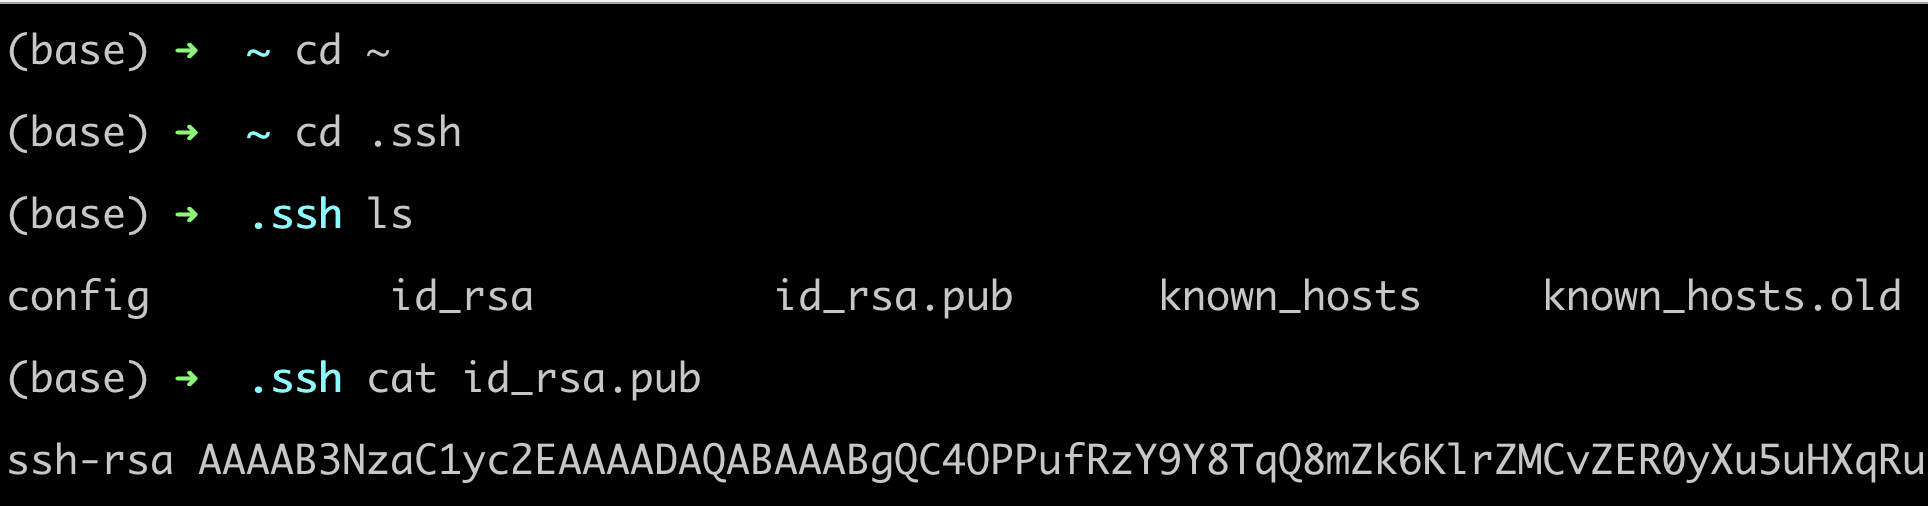 (base) ➜ ~ cd ~
(base) ➜ ~ cd .ssh
(base) ➜ .ssh ls
config id_rsa id_rsa.pub known_hosts known_hosts.old
(base) ➜ .ssh cat id_rsa.pub
ssh-rsa AAAAB3NzaC1yc2EAAAADAQABAAABgQC4OPPufRzY9Y8TqQ8mZk6KlrZMCvZER0yXu5uHXqRu